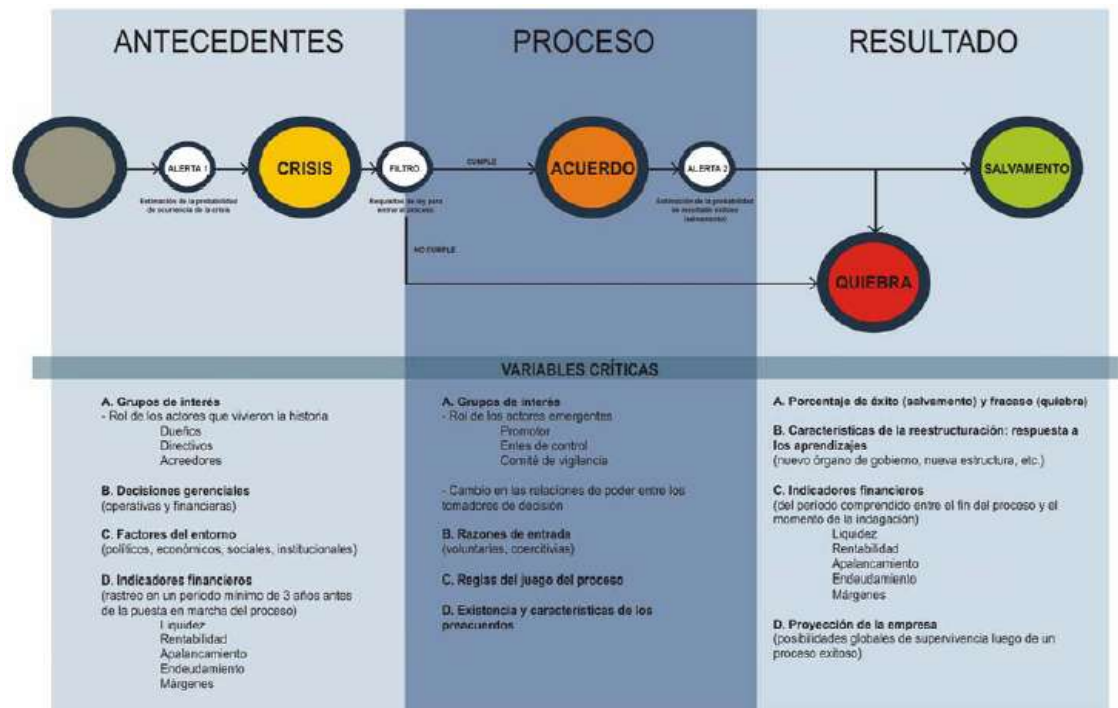 ANTECEDENTES
PROCESO
RESULTADO
ALERTA 1
CRISIS
FILTRO
CUMPLE
ACUERDO
ALERTA 2
SALVAMENTO
Estimación de la probabilidad
de ocurrencia de la crisis
Requisitos de ley para
entrar al proceso
Estimación de la probabilidad
de resultado exitoso
(salvamento)
NO CUMPLE
QUIEBRA
VARIABLES CRÍTICAS
A. Grupos de interés
- Rol de los actores que vivieron la historia
Dueños
Directivos
Acreedores
B. Decisiones gerenciales
(operativas y financieras)
C. Factores del entorno
(políticos, económicos, sociales, institucionales)
D. Indicadores financieros
(rastreo en un periodo mínimo de 3 años antes
de la puesta en marcha del proceso)
Liquidez
Rentabilidad
Apalancamiento
Endeudamiento
Márgenes
A. Grupos de interés
- Rol de los actores emergentes
Promotor
Entes de control
Comité de vigilancia
- Cambio en las relaciones de poder entre los
tomadores de decisión
B. Razones de entrada
(voluntarias, coercitivias)
C. Reglas del juego del proceso
D. Existencia y características de los
preacuerdos
A. Porcentaje de éxito (salvamento) y fracaso (quiebra)
B. Características de la reestructuración: respuesta a
los aprendizajes
(nuevo órgano de gobierno, nueva estructura, etc.)
C. Indicadores financieros
(del periodo comprendido entre el fin del proceso y el
momento de la indagación)
Liquidez
Rentabilidad
Apalancamiento
Endeudamiento
Márgenes
D. Proyección de la empresa
(posibilidades globales de supervivencia luego de un
proceso exitoso)